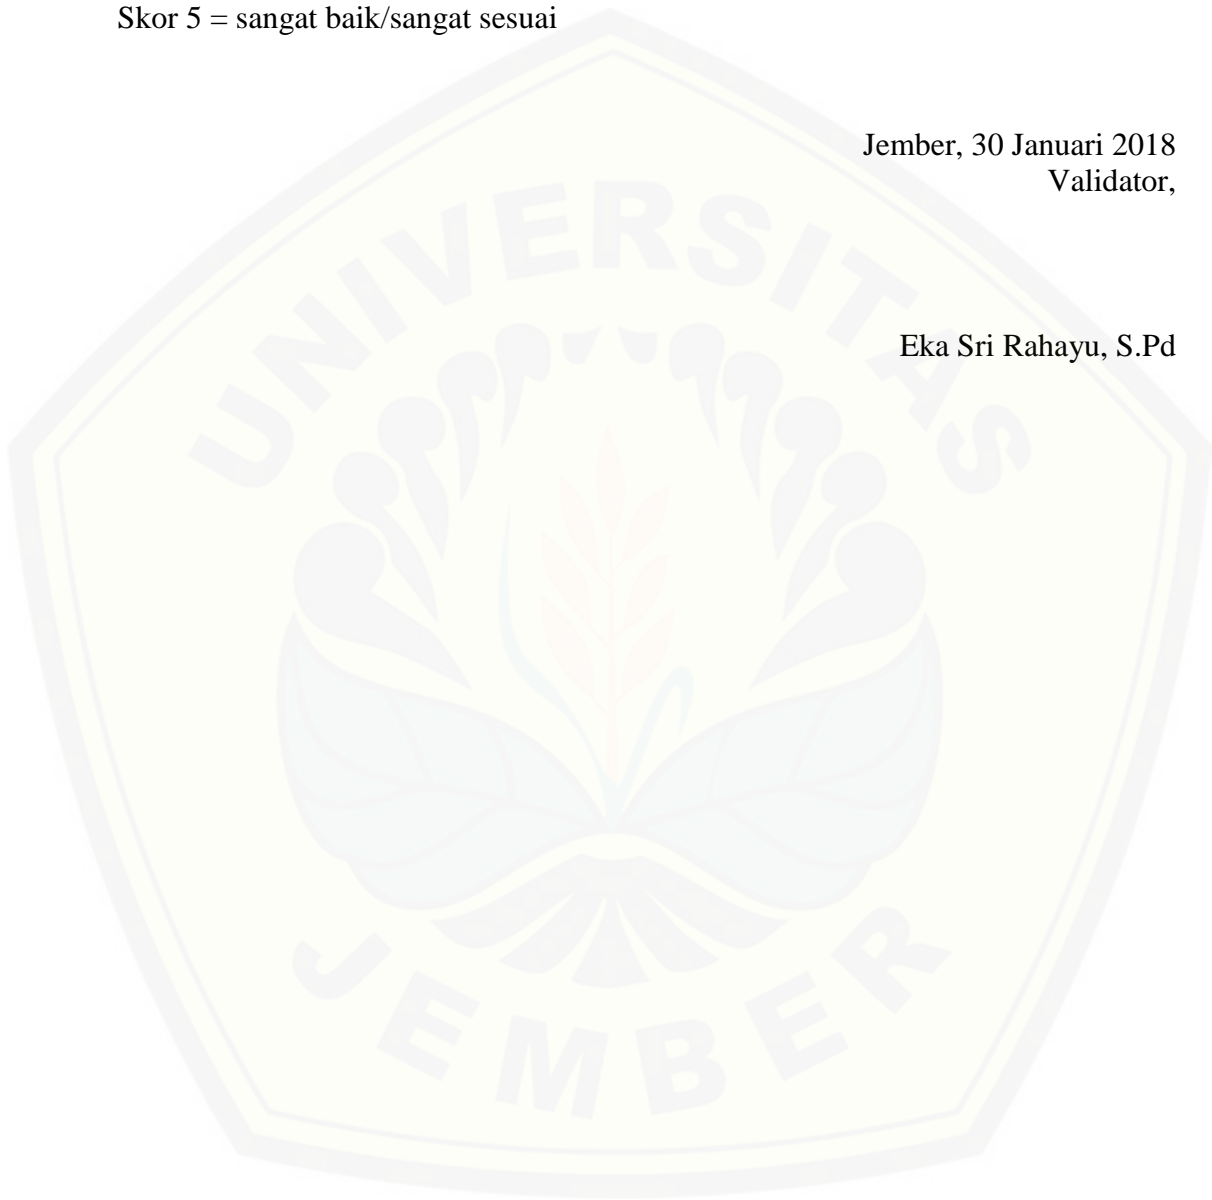 Skor 5 = sangat baik/sangat sesuai
Jember, 30 Januari 2018
Validator,
Eka Sri Rahayu, S.Pd
UNIVERSITAS
JEMBER